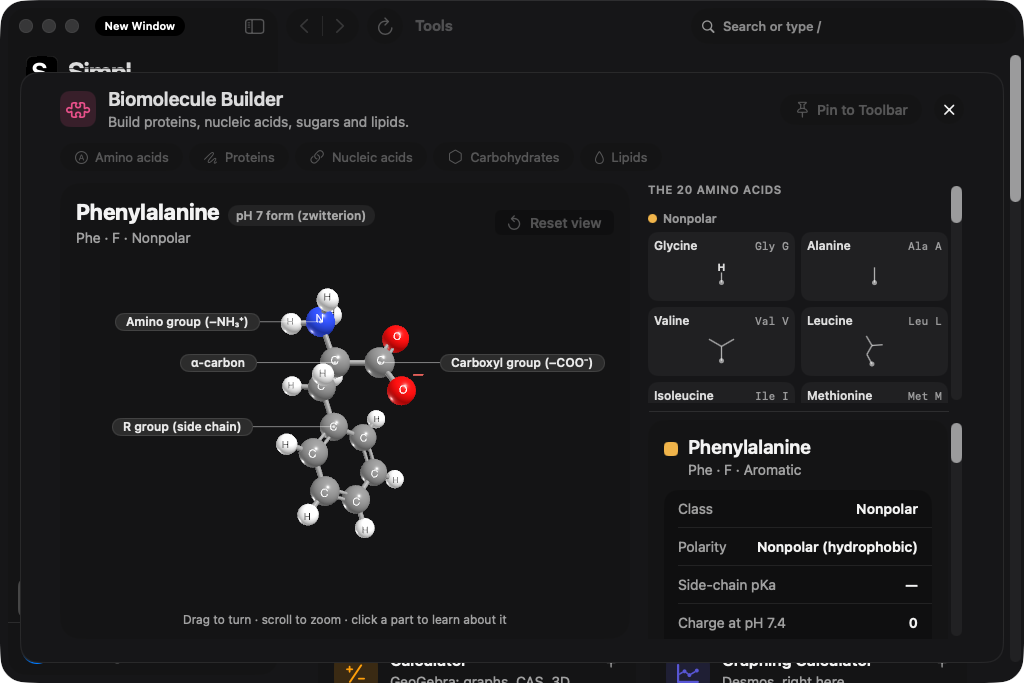 New Window
Tools
Search or type /
S Simpl
Biomolecule Builder
Build proteins, nucleic acids, sugars and lipids.
Pin to Toolbar
A Amino acids
Proteins
Nucleic acids
Carbohydrates
Lipids
Phenylalanine
pH 7 form (zwitterion)
Phe · F · Nonpolar
Reset view
H
N⁺
H
Amino group (–NH₃⁺)
O
α-carbon
C
C
Carboxyl group (–COO⁻)
H
H
C
O
–
R group (side chain)
C
H
C
H
C
C
H
C
C
H
H
Drag to turn · scroll to zoom · click a part to learn about it
THE 20 AMINO ACIDS
Nonpolar
Glycine Gly G
H
Alanine Ala A
Valine Val V
Leucine Leu L
Isoleucine Ile I
Methionine Met M
Phenylalanine
Phe · F · Aromatic
Class Nonpolar
Polarity Nonpolar (hydrophobic)
Side-chain pKa —
Charge at pH 7.4 0
Calculator
GeoGebra: graphs, CAS, 3D
Graphing Calculator
Desmos, right here